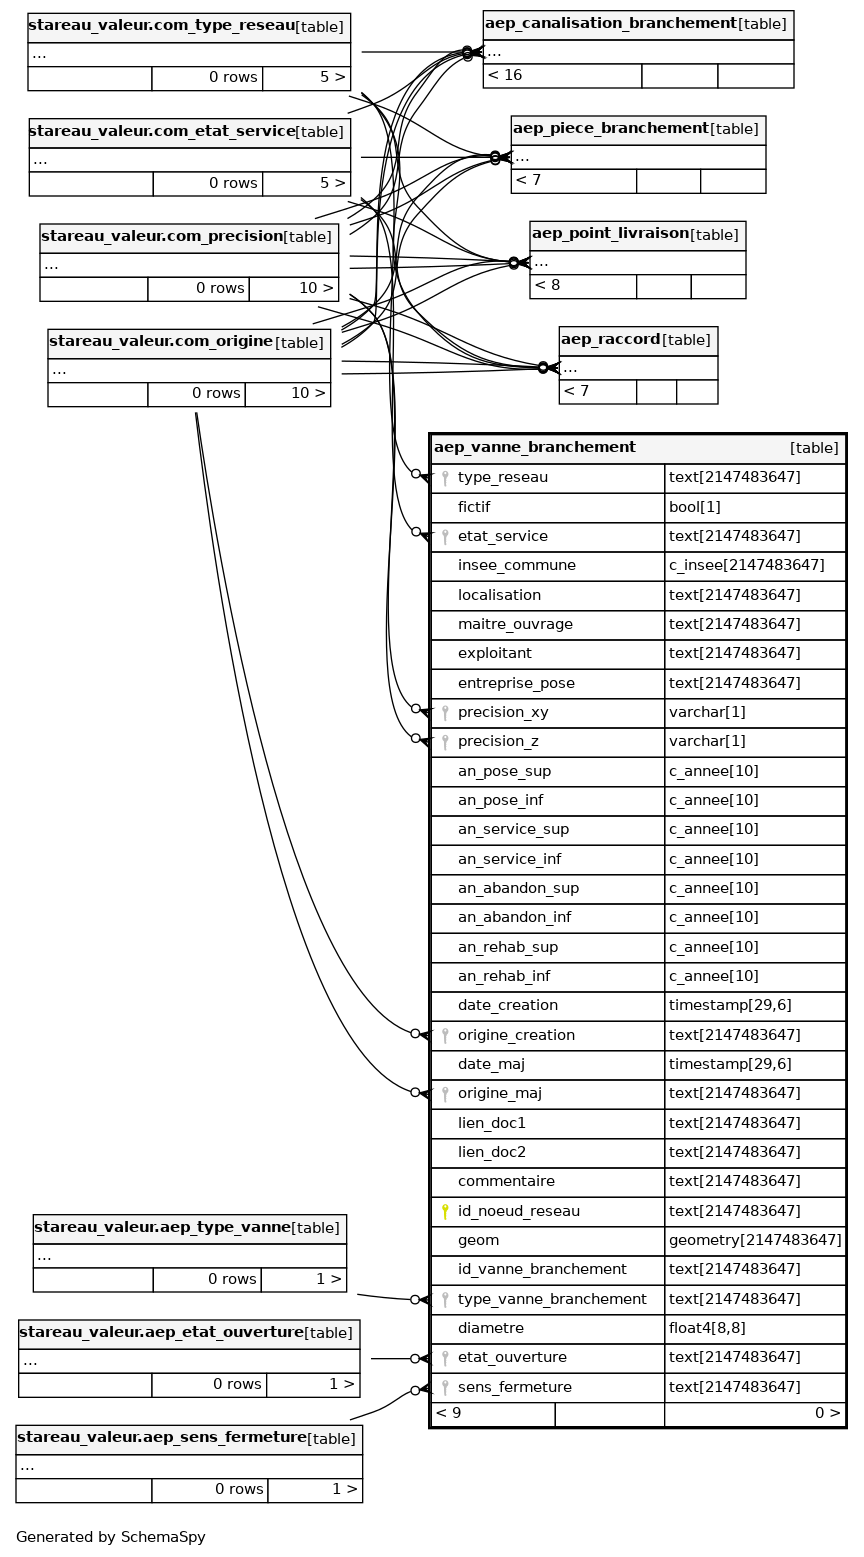 stareau_valeur.com_type_reseau[table]
...
0 rows 5 >
stareau_valeur.com_etat_service[table]
...
0 rows 5 >
stareau_valeur.com_precision[table]
...
0 rows 10 >
stareau_valeur.com_origine[table]
...
0 rows 10 >
aep_canalisation_branchement[table]
...
< 16
aep_piece_branchement[table]
...
< 7
aep_point_livraison[table]
...
< 8
aep_raccord[table]
...
< 7
aep_vanne_branchement [table]
type_reseau text[2147483647]
fictif bool[1]
etat_service text[2147483647]
insee_commune c_insee[2147483647]
localisation text[2147483647]
maitre_ouvrage text[2147483647]
exploitant text[2147483647]
entreprise_pose text[2147483647]
precision_xy varchar[1]
precision_z varchar[1]
an_pose_sup c_annee[10]
an_pose_inf c_annee[10]
an_service_sup c_annee[10]
an_service_inf c_annee[10]
an_abandon_sup c_annee[10]
an_abandon_inf c_annee[10]
an_rehab_sup c_annee[10]
an_rehab_inf c_annee[10]
date_creation timestamp[29,6]
origine_creation text[2147483647]
date_maj timestamp[29,6]
origine_maj text[2147483647]
lien_doc1 text[2147483647]
lien_doc2 text[2147483647]
commentaire text[2147483647]
id_noeud_reseau text[2147483647]
geom geometry[2147483647]
id_vanne_branchement text[2147483647]
type_vanne_branchement text[2147483647]
diametre float4[8,8]
etat_ouverture text[2147483647]
sens_fermeture text[2147483647]
< 9 0 >
stareau_valeur.aep_type_vanne[table]
...
0 rows 1 >
stareau_valeur.aep_etat_ouverture[table]
...
0 rows 1 >
stareau_valeur.aep_sens_fermeture[table]
...
0 rows 1 >
Generated by SchemaSpy